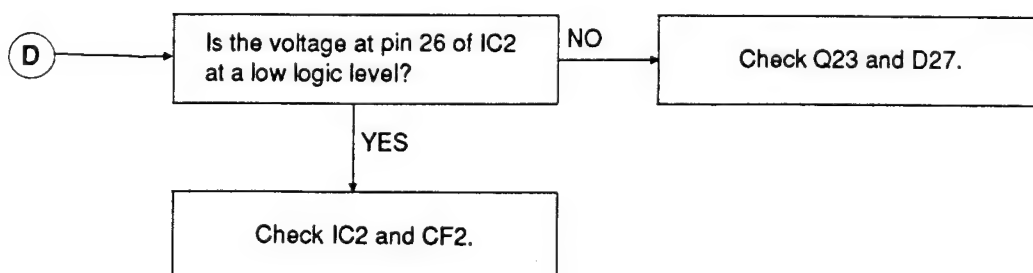 D
Is the voltage at pin 26 of IC2
at a low logic level?
NO
Check Q23 and D27.
YES
Check IC2 and CF2.